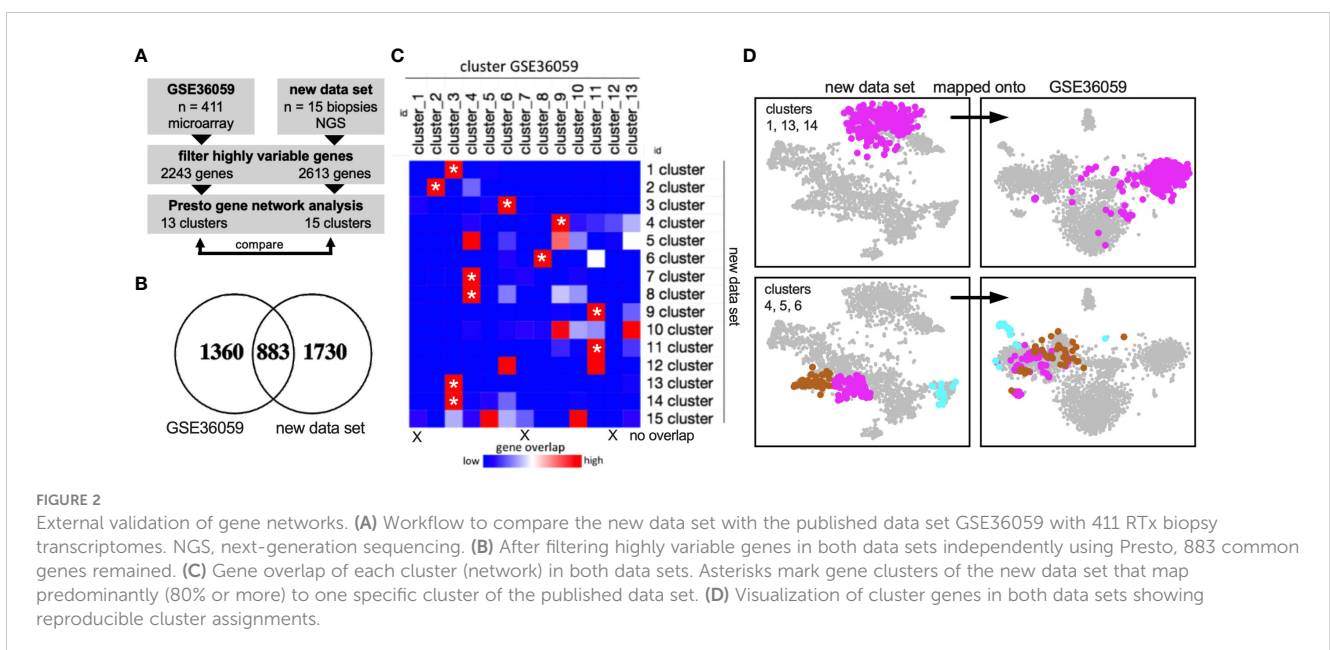 A
GSE36059
n = 411
microarray
new data set
n = 15 biopsies
NGS
filter highly variable genes
2243 genes 2613 genes
Presto gene network analysis
13 clusters 15 clusters
compare
B
1360 883 1730
GSE36059 new data set
C
cluster GSE36059
id
cluster_1
cluster_2
cluster_3
cluster_4
cluster_5
cluster_6
cluster_7
cluster_8
cluster_9
cluster_10
cluster_11
cluster_12
cluster_13
id
* 1 cluster
* 2 cluster
* 3 cluster
* 4 cluster
5 cluster
* 6 cluster
* 7 cluster
* 8 cluster
* 9 cluster
10 cluster
* 11 cluster
12 cluster
* 13 cluster
* 14 cluster
15 cluster
new data set
X X X no overlap
gene overlap
low high
D
new data set mapped onto GSE36059
clusters
1, 13, 14
clusters
4, 5, 6
FIGURE 2
External validation of gene networks. (A) Workflow to compare the new data set with the published data set GSE36059 with 411 RTx biopsy
transcriptomes. NGS, next-generation sequencing. (B) After filtering highly variable genes in both data sets independently using Presto, 883 common
genes remained. (C) Gene overlap of each cluster (network) in both data sets. Asterisks mark gene clusters of the new data set that map
predominantly (80% or more) to one specific cluster of the published data set. (D) Visualization of cluster genes in both data sets showing
reproducible cluster assignments.